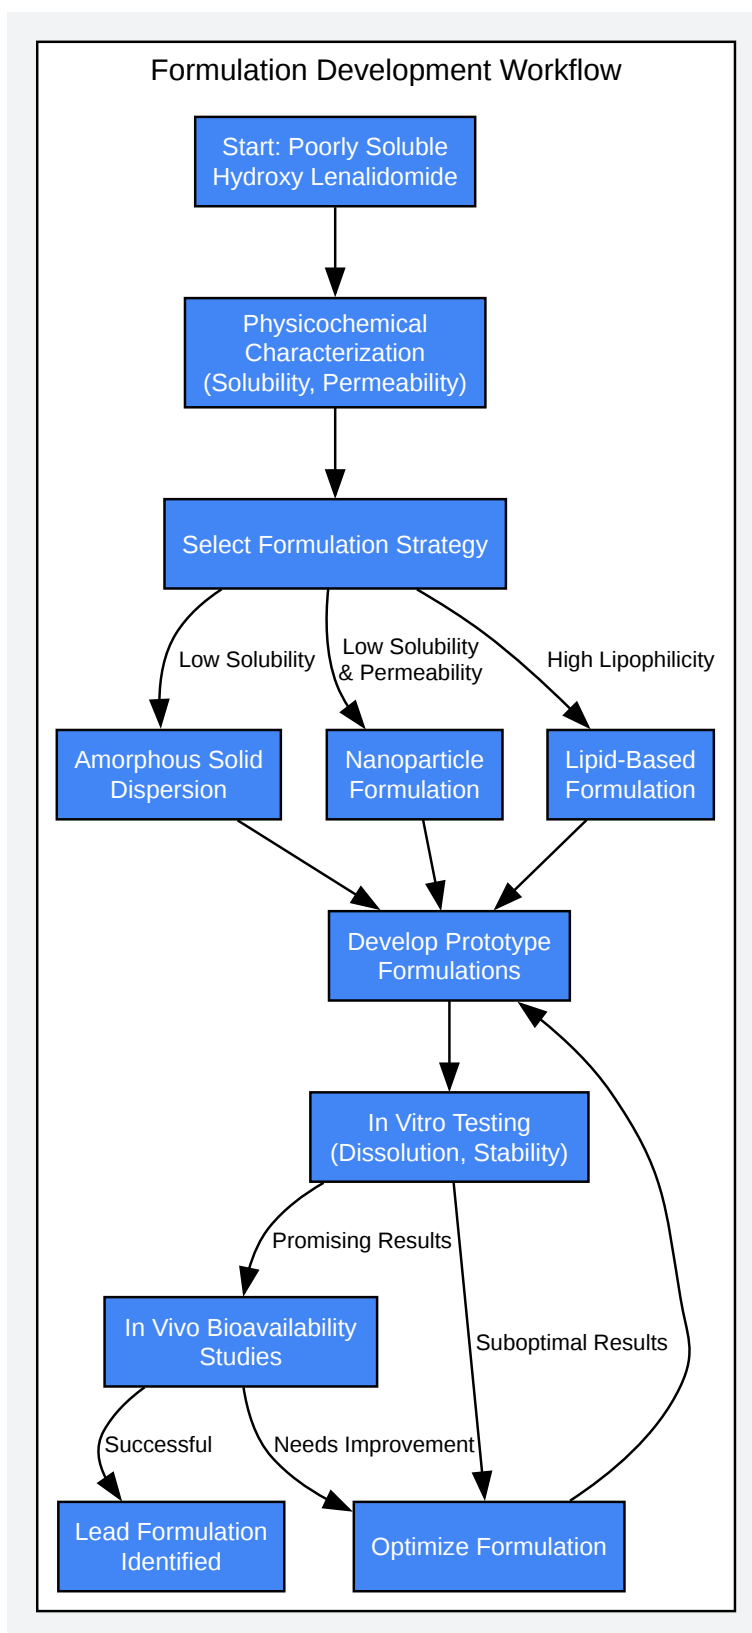 Formulation Development Workflow
Start: Poorly Soluble
Hydroxy Lenalidomide
Physicochemical
Characterization
(Solubility, Permeability)
Select Formulation Strategy
Low Solubility
Low Solubility
& Permeability
High Lipophilicity
Amorphous Solid
Dispersion
Nanoparticle
Formulation
Lipid-Based
Formulation
Develop Prototype
Formulations
In Vitro Testing
(Dissolution, Stability)
Promising Results
In Vivo Bioavailability
Studies
Suboptimal Results
Successful
Needs Improvement
Lead Formulation
Identified
Optimize Formulation